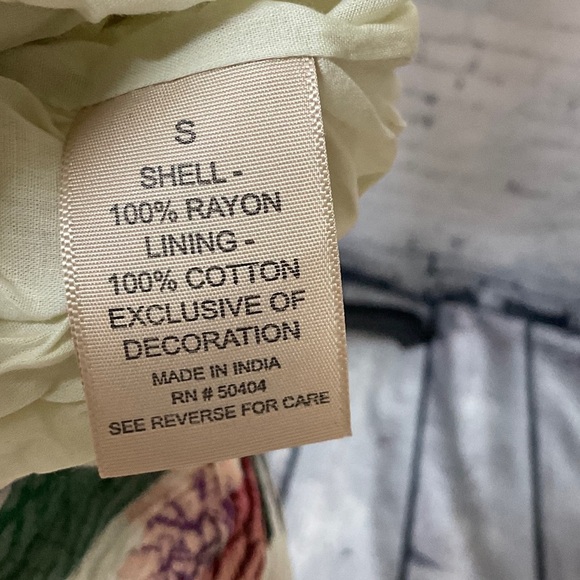 S
SHELL -
100% RAYON
LINING -
100% COTTON
EXCLUSIVE OF
DECORATION
MADE IN INDIA
RN # 50404
SEE REVERSE FOR CARE